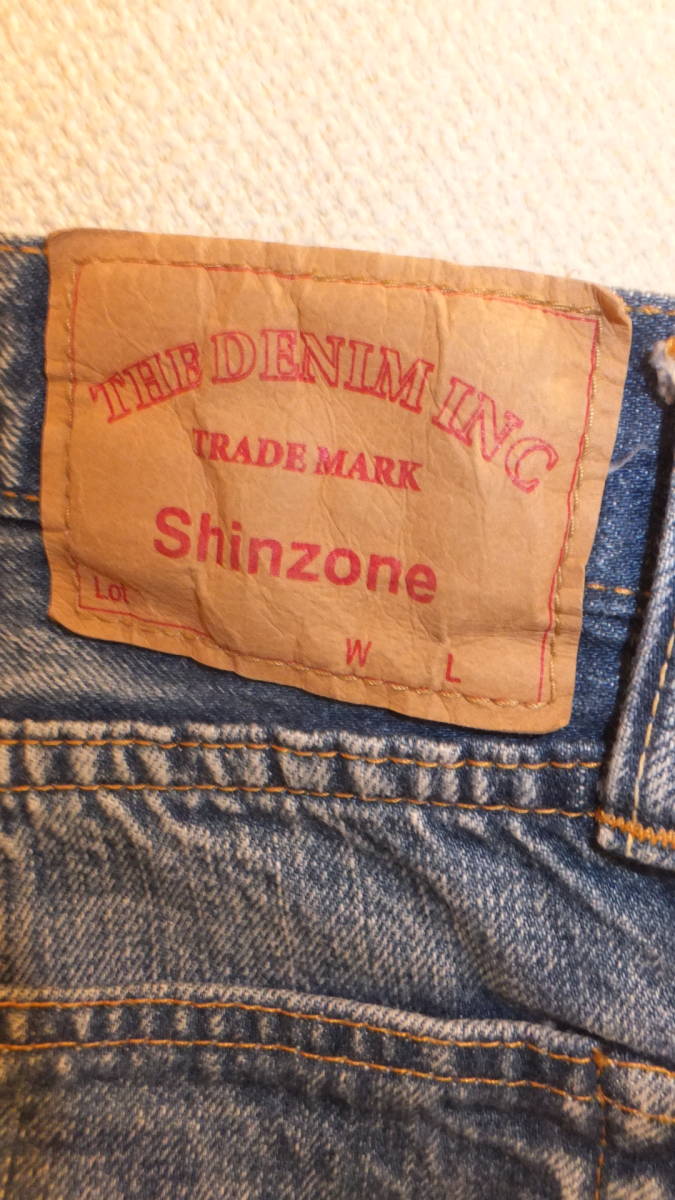 THE DENIM INC
TRADE MARK
Shinzone
Lot
W L